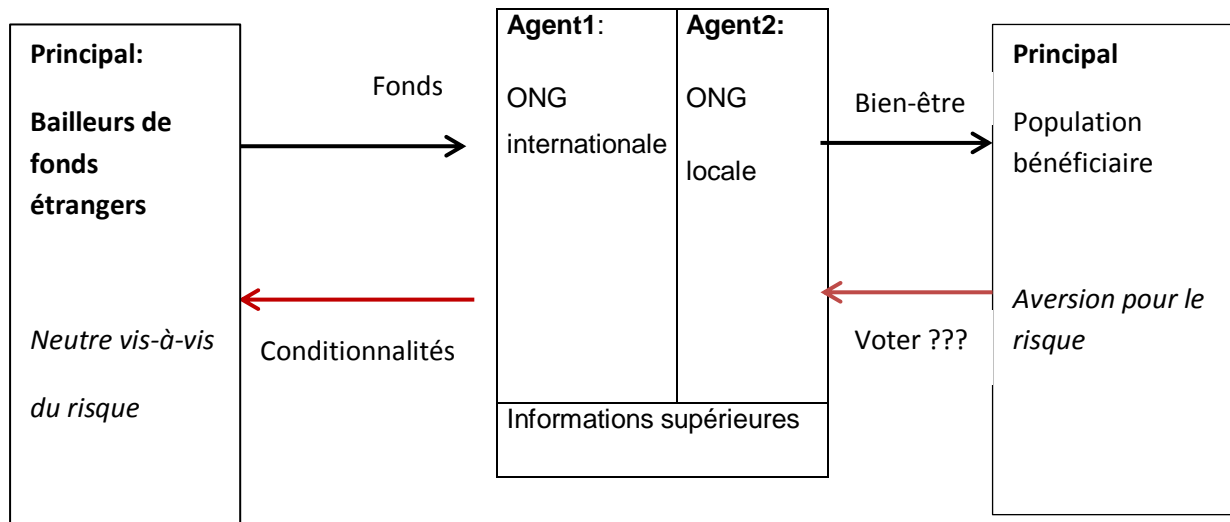 Principal:
Bailleurs de
fonds
étrangers
Neutre vis-à-vis
du risque
Fonds
Conditionnalités
Agent1:
ONG
internationale
Agent2:
ONG
locale
Informations supérieures
Bien-être
Voter ???
Principal
Population
bénéficiaire
Aversion pour le
risque